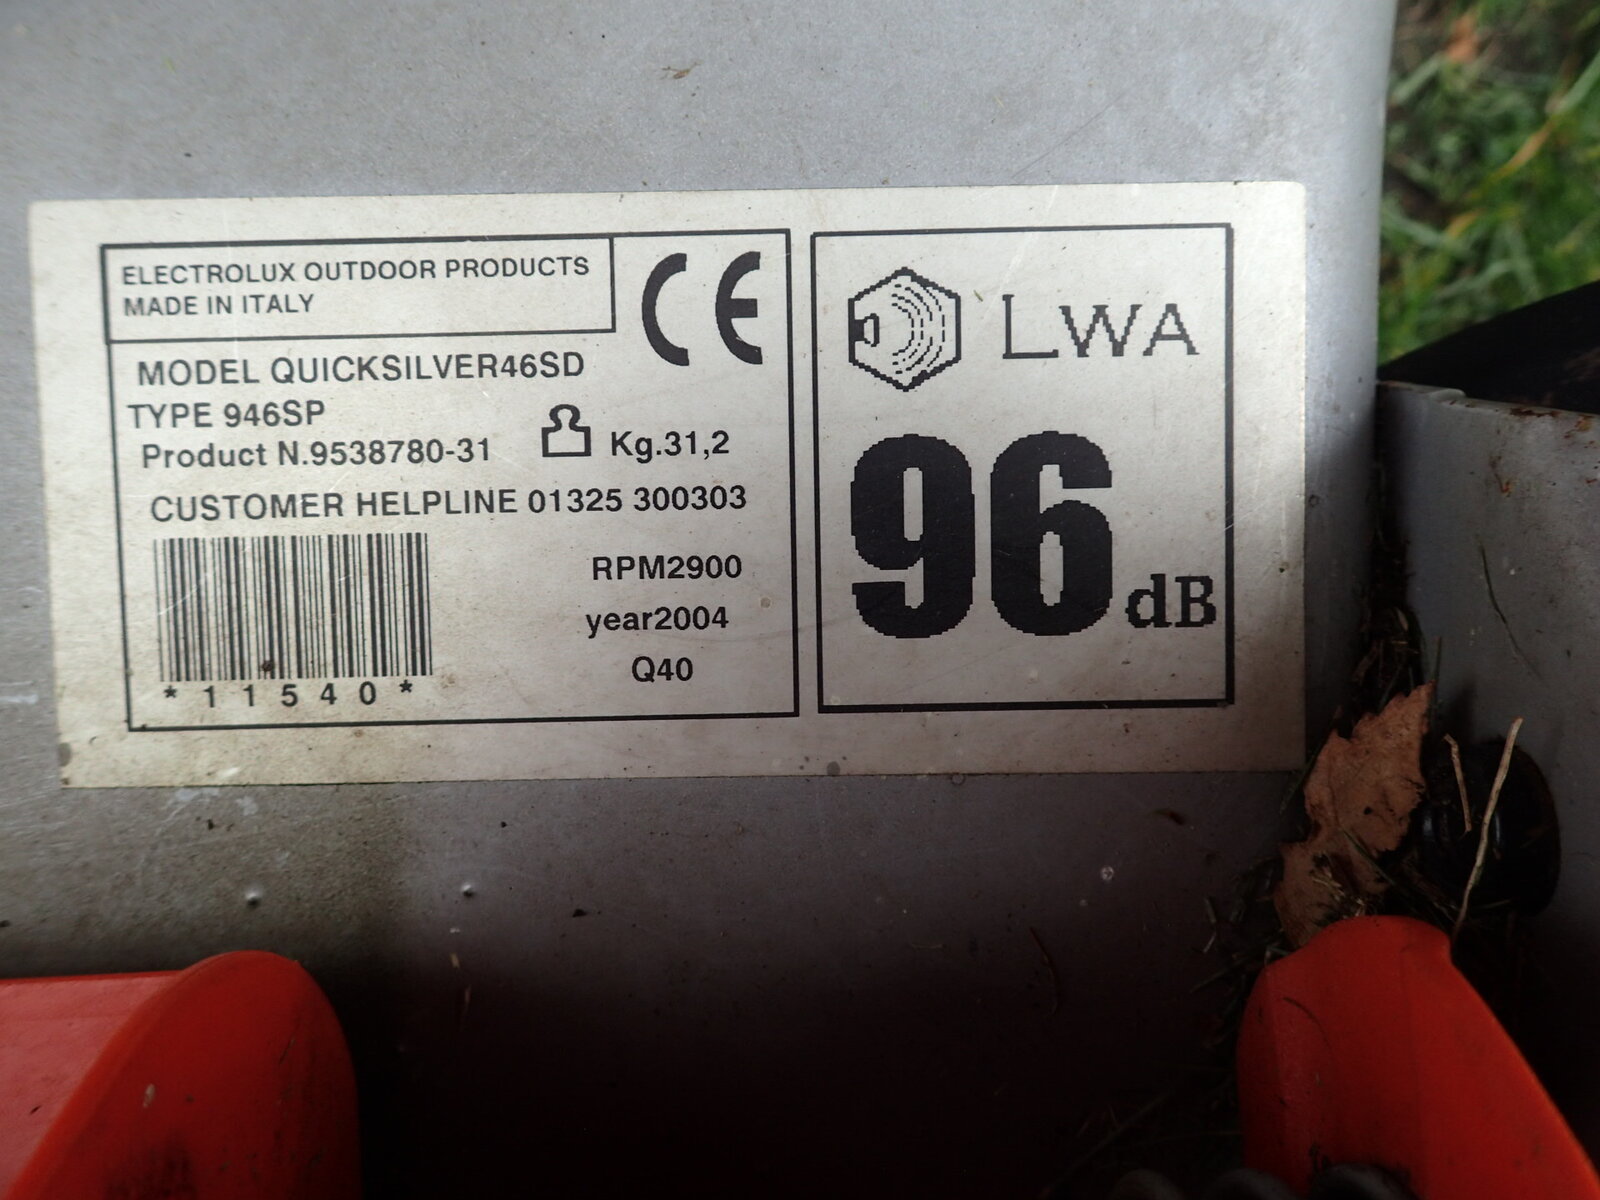 ELECTROLUX OUTDOOR PRODUCTS
MADE IN ITALY
CE
MODEL QUICKSILVER46SD
TYPE 946SP
Product N.9538780-31
Kg.31,2
CUSTOMER HELPLINE 01325 300303
RPM2900
year2004
Q40
*11540*
LWA
96 dB